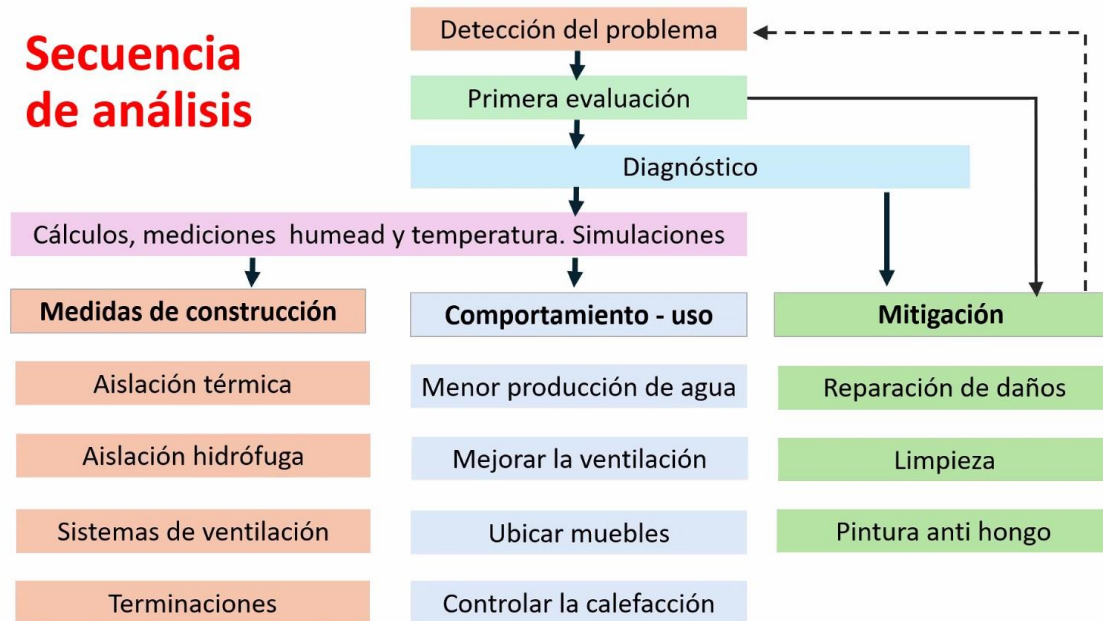 Secuencia
de análisis
Detección del problema
Primera evaluación
Diagnóstico
Cálculos, mediciones humead y temperatura. Simulaciones
Medidas de construcción
Comportamiento - uso
Mitigación
Aislación térmica
Menor producción de agua
Reparación de daños
Aislación hidrófuga
Mejorar la ventilación
Limpieza
Sistemas de ventilación
Ubicar muebles
Pintura anti hongo
Terminaciones
Controlar la calefacción